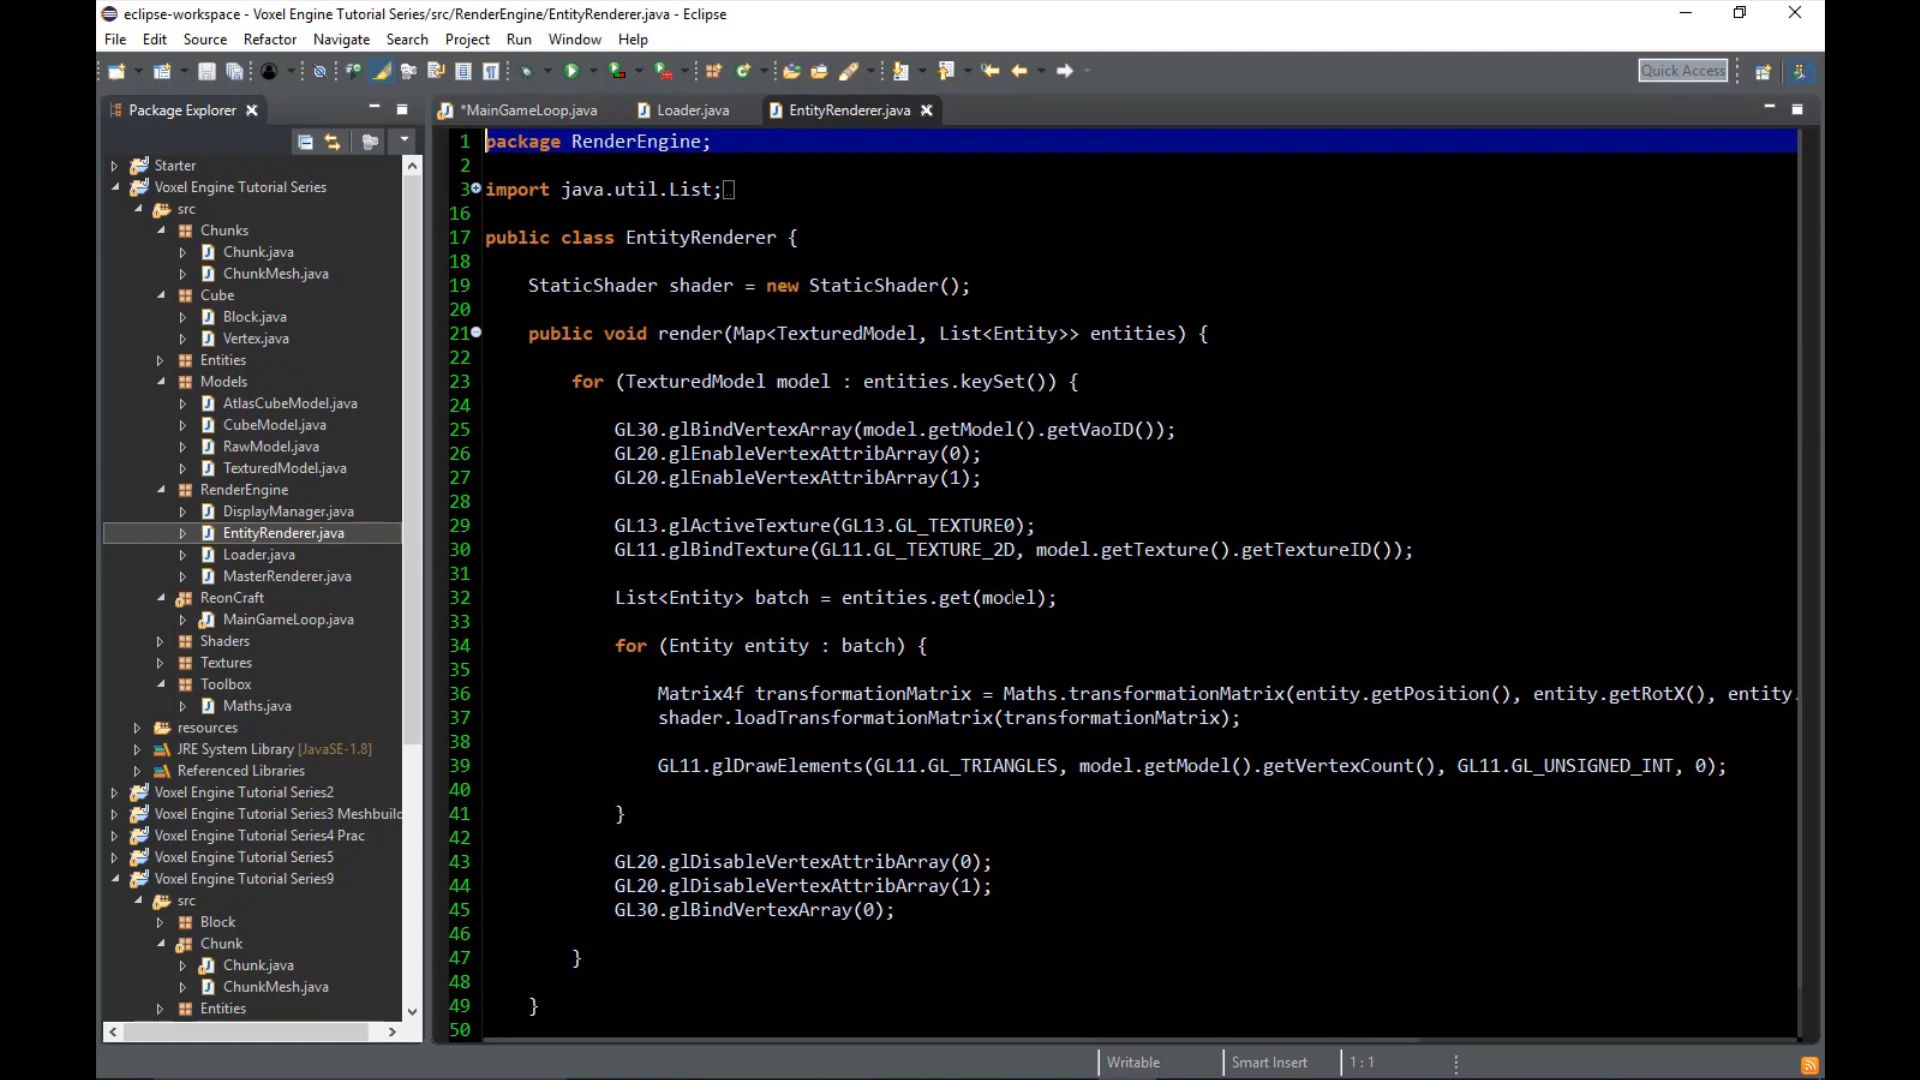 eclipse-workspace - Voxel Engine Tutorial Series/src/RenderEngine/EntityRenderer.java - Eclipse
File Edit Source Refactor Navigate Search Project Run Window Help
Quick Access
Package Explorer
*MainGameLoop.java Loader.java EntityRenderer.java
Starter
Voxel Engine Tutorial Series
src
Chunks
Chunk.java
ChunkMesh.java
Cube
Block.java
Vertex.java
Entities
Models
AtlasCubeModel.java
CubeModel.java
RawModel.java
TexturedModel.java
RenderEngine
DisplayManager.java
EntityRenderer.java
Loader.java
MasterRenderer.java
ReonCraft
MainGameLoop.java
Shaders
Textures
Toolbox
Maths.java
resources
JRE System Library [JavaSE-1.8]
Referenced Libraries
Voxel Engine Tutorial Series2
Voxel Engine Tutorial Series3 Meshbuild
Voxel Engine Tutorial Series4 Prac
Voxel Engine Tutorial Series5
Voxel Engine Tutorial Series9
src
Block
Chunk
Chunk.java
ChunkMesh.java
Entities
1 package RenderEngine;
2
3 import java.util.List;
16
17 public class EntityRenderer {
18
19 StaticShader shader = new StaticShader();
20
21 public void render(Map<TexturedModel, List<Entity>> entities) {
22
23 for (TexturedModel model : entities.keySet()) {
24
25 GL30.glBindVertexArray(model.getModel().getVaoID());
26 GL20.glEnableVertexAttribArray(0);
27 GL20.glEnableVertexAttribArray(1);
28
29 GL13.glActiveTexture(GL13.GL_TEXTURE0);
30 GL11.glBindTexture(GL11.GL_TEXTURE_2D, model.getTexture().getTextureID());
31
32 List<Entity> batch = entities.get(model);
33
34 for (Entity entity : batch) {
35
36 Matrix4f transformationMatrix = Maths.transformationMatrix(entity.getPosition(), entity.getRotX(), entity.
37 shader.loadTransformationMatrix(transformationMatrix);
38
39 GL11.glDrawElements(GL11.GL_TRIANGLES, model.getModel().getVertexCount(), GL11.GL_UNSIGNED_INT, 0);
40
41 }
42
43 GL20.glDisableVertexAttribArray(0);
44 GL20.glDisableVertexAttribArray(1);
45 GL30.glBindVertexArray(0);
46
47 }
48
49 }
50
Writable Smart Insert 1 : 1